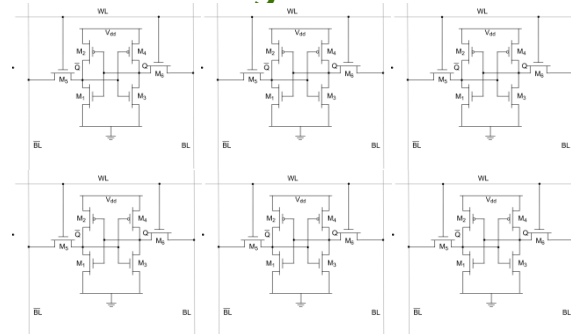 WL WL WL
Vdd Vdd Vdd
M2 M4 M2 M4 M2 M4
Q̅ Q Q̅ Q Q̅ Q
M5 M6 M5 M6 M5 M6
M1 M3 M1 M3 M1 M3
B̅L̅ BL B̅L̅ BL B̅L̅ BL
WL WL WL
Vdd Vdd Vdd
M2 M4 M2 M4 M2 M4
Q̅ Q Q̅ Q Q̅ Q
M5 M6 M5 M6 M5 M6
M1 M3 M1 M3 M1 M3
B̅L̅ BL B̅L̅ BL B̅L̅ BL